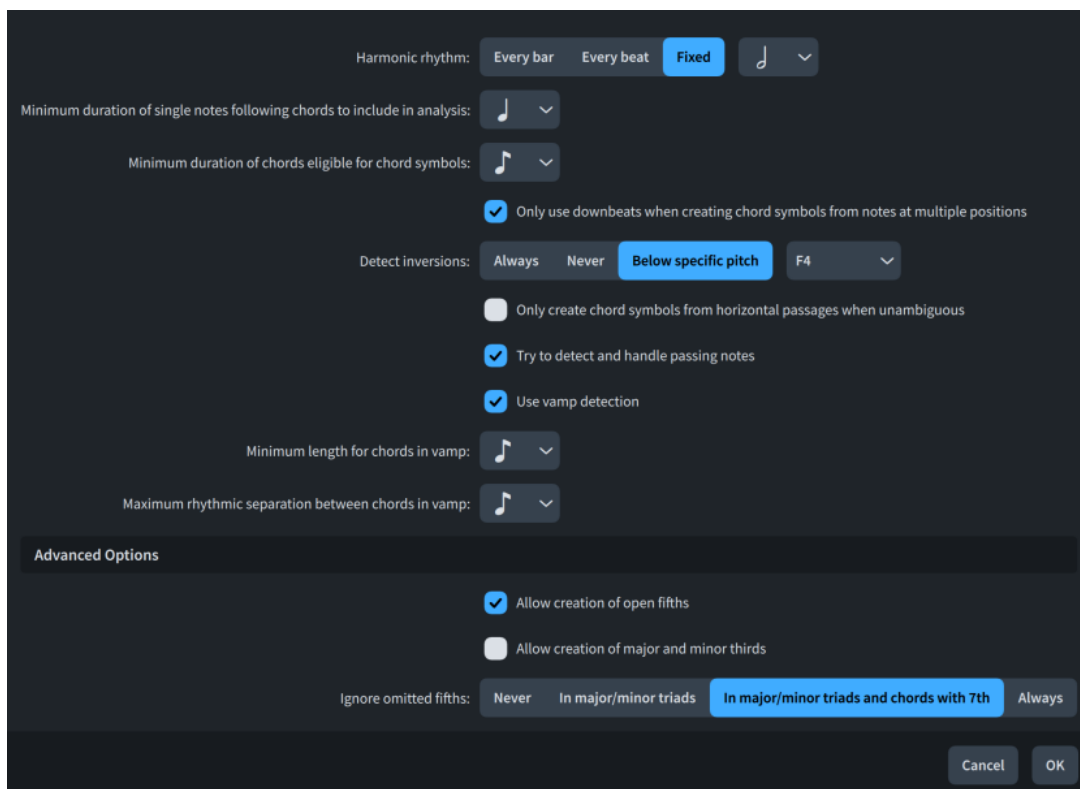 Harmonic rhythm: Every bar Every beat Fixed
Minimum duration of single notes following chords to include in analysis:
Minimum duration of chords eligible for chord symbols:
Only use downbeats when creating chord symbols from notes at multiple positions
Detect inversions: Always Never Below specific pitch F4
Only create chord symbols from horizontal passages when unambiguous
Try to detect and handle passing notes
Use vamp detection
Minimum length for chords in vamp:
Maximum rhythmic separation between chords in vamp:
Advanced Options
Allow creation of open fifths
Allow creation of major and minor thirds
Ignore omitted fifths: Never In major/minor triads In major/minor triads and chords with 7th Always
Cancel OK